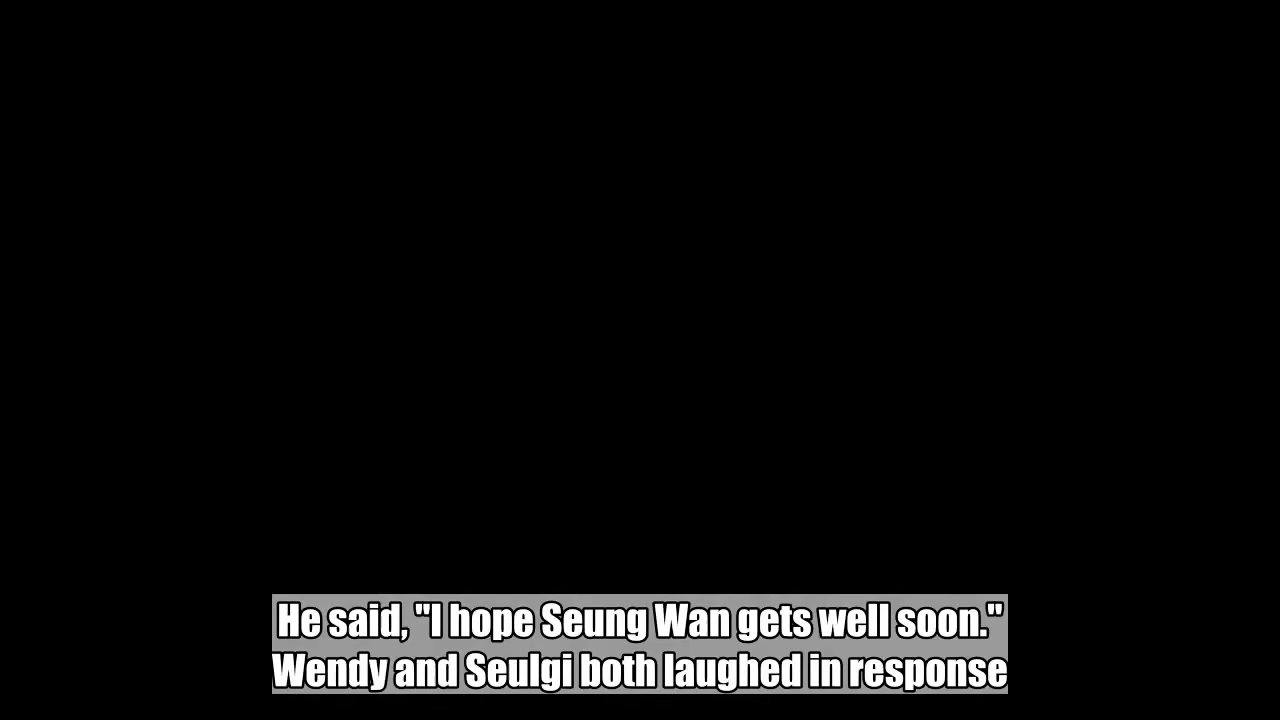 He said, "I hope Seung Wan gets well soon."
Wendy and Seulgi both laughed in response